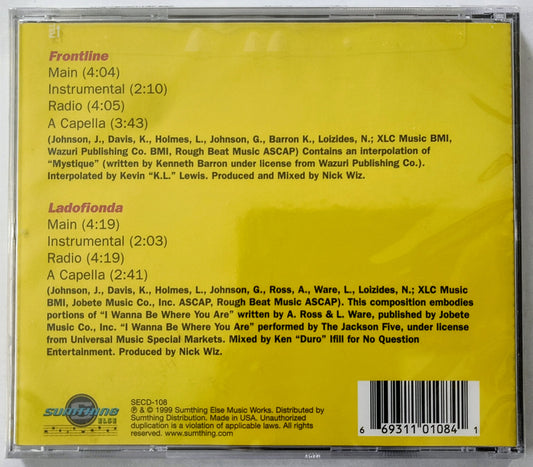 Frontline
Main (4:04)
Instrumental (2:10)
Radio (4:05)
A Capella (3:43)
(Johnson, J., Davis, K., Holmes, L., Johnson, G., Barron K., Loizides, N.; XLC Music BMI,
Wazuri Publishing Co. BMI, Rough Beat Music ASCAP) Contains an interpolation of
“Mystique” (written by Kenneth Barron under license from Wazuri Publishing Co.).
Interpolated by Kevin “K.L.” Lewis. Produced and Mixed by Nick Wiz.
Ladofionda
Main (4:19)
Instrumental (2:03)
Radio (4:19)
A Capella (2:41)
(Johnson, J., Davis, K., Holmes, L., Johnson, G., Ross, A., Ware, L., Loizides, N.; XLC Music
BMI, Jobete Music Co., Inc. ASCAP, Rough Beat Music ASCAP). This composition embodies
portions of “I Wanna Be Where You Are” written by A. Ross & L. Ware, published by Jobete
Music Co., Inc. “I Wanna Be Where You Are” performed by The Jackson Five, under license
from Universal Music Special Markets. Mixed by Ken “Duro” Ifill for No Question
Entertainment. Produced by Nick Wiz.
SUMTHING
ELSE
SECD-108
℗ & © 1999 Sumthing Else Music Works. Distributed by
Sumthing Distribution. Made in USA. Unauthorized
duplication is a violation of applicable laws. All rights
reserved. www.sumthing.com
6 69311 01084 1